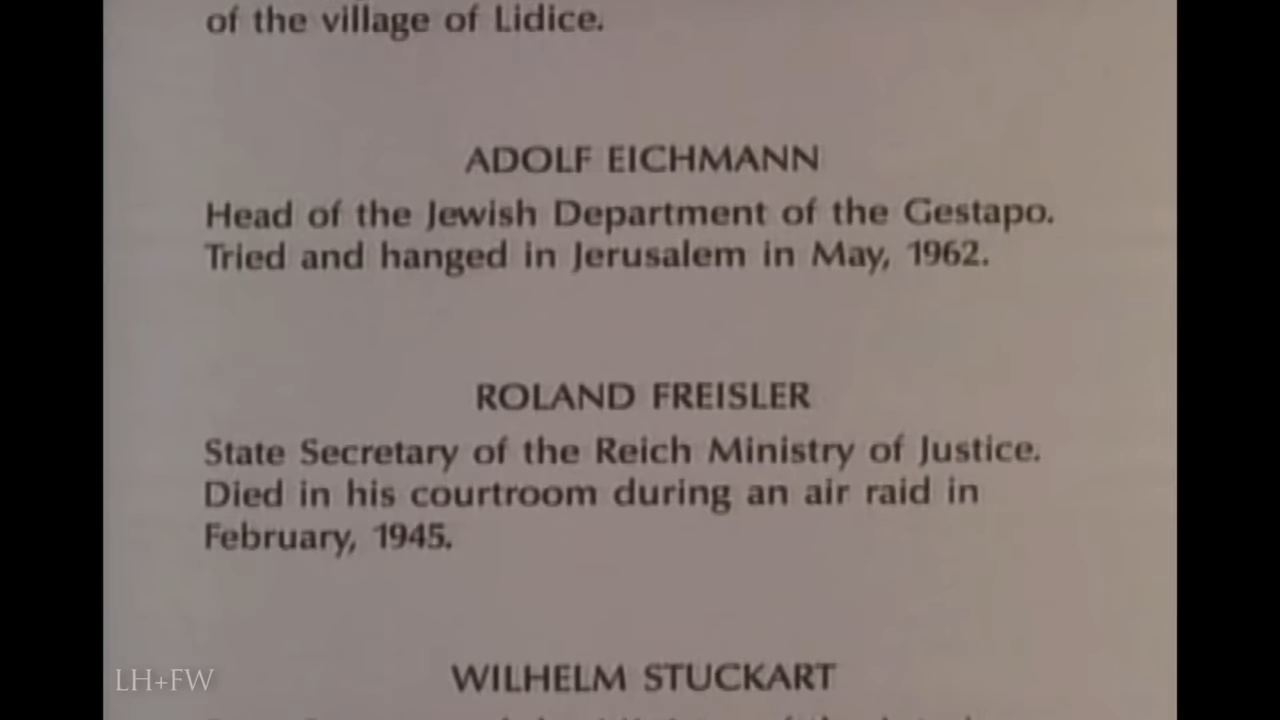 of the village of Lidice.
ADOLF EICHMANN
Head of the Jewish Department of the Gestapo.
Tried and hanged in Jerusalem in May, 1962.
ROLAND FREISLER
State Secretary of the Reich Ministry of Justice.
Died in his courtroom during an air raid in
February, 1945.
WILHELM STUCKART
LH+FW